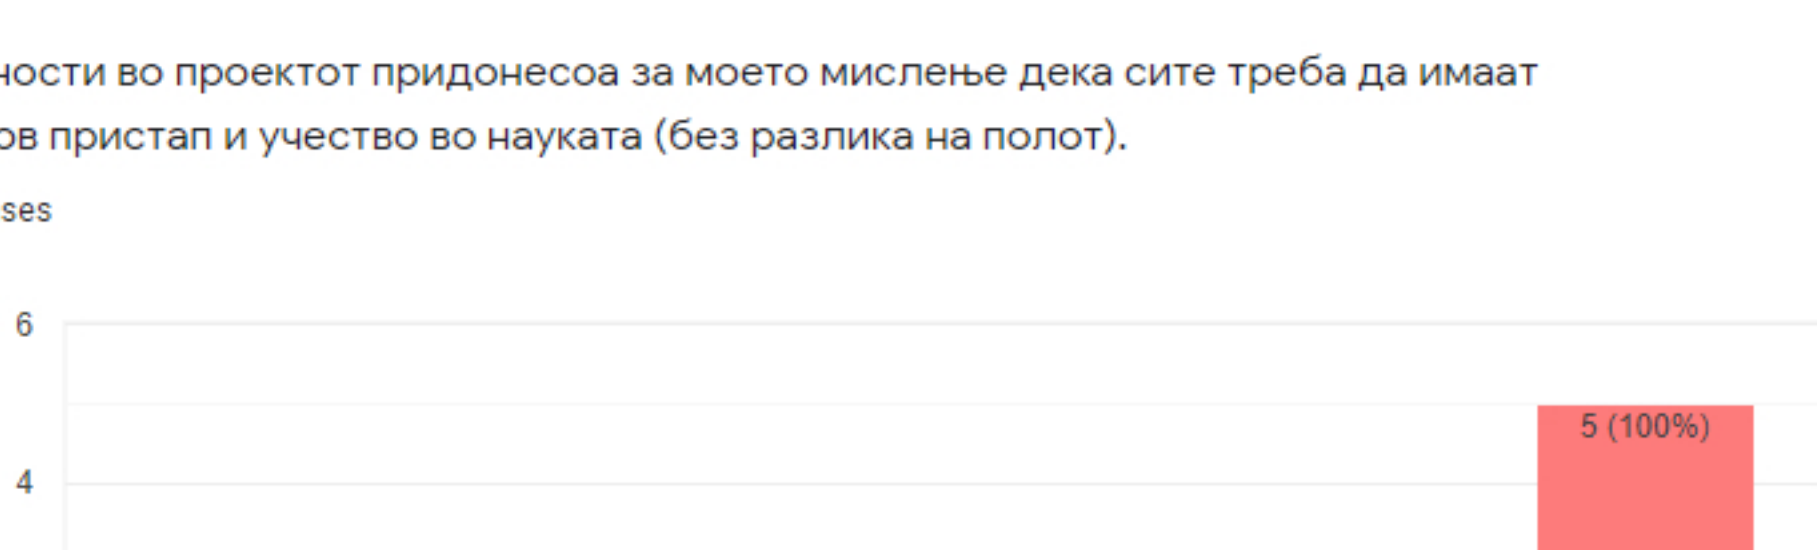 ности во проектот придонесоа за моето мислење дека сите треба да имаат
ов пристап и учество во науката (без разлика на полот).
ses
6
5 (100%)
4